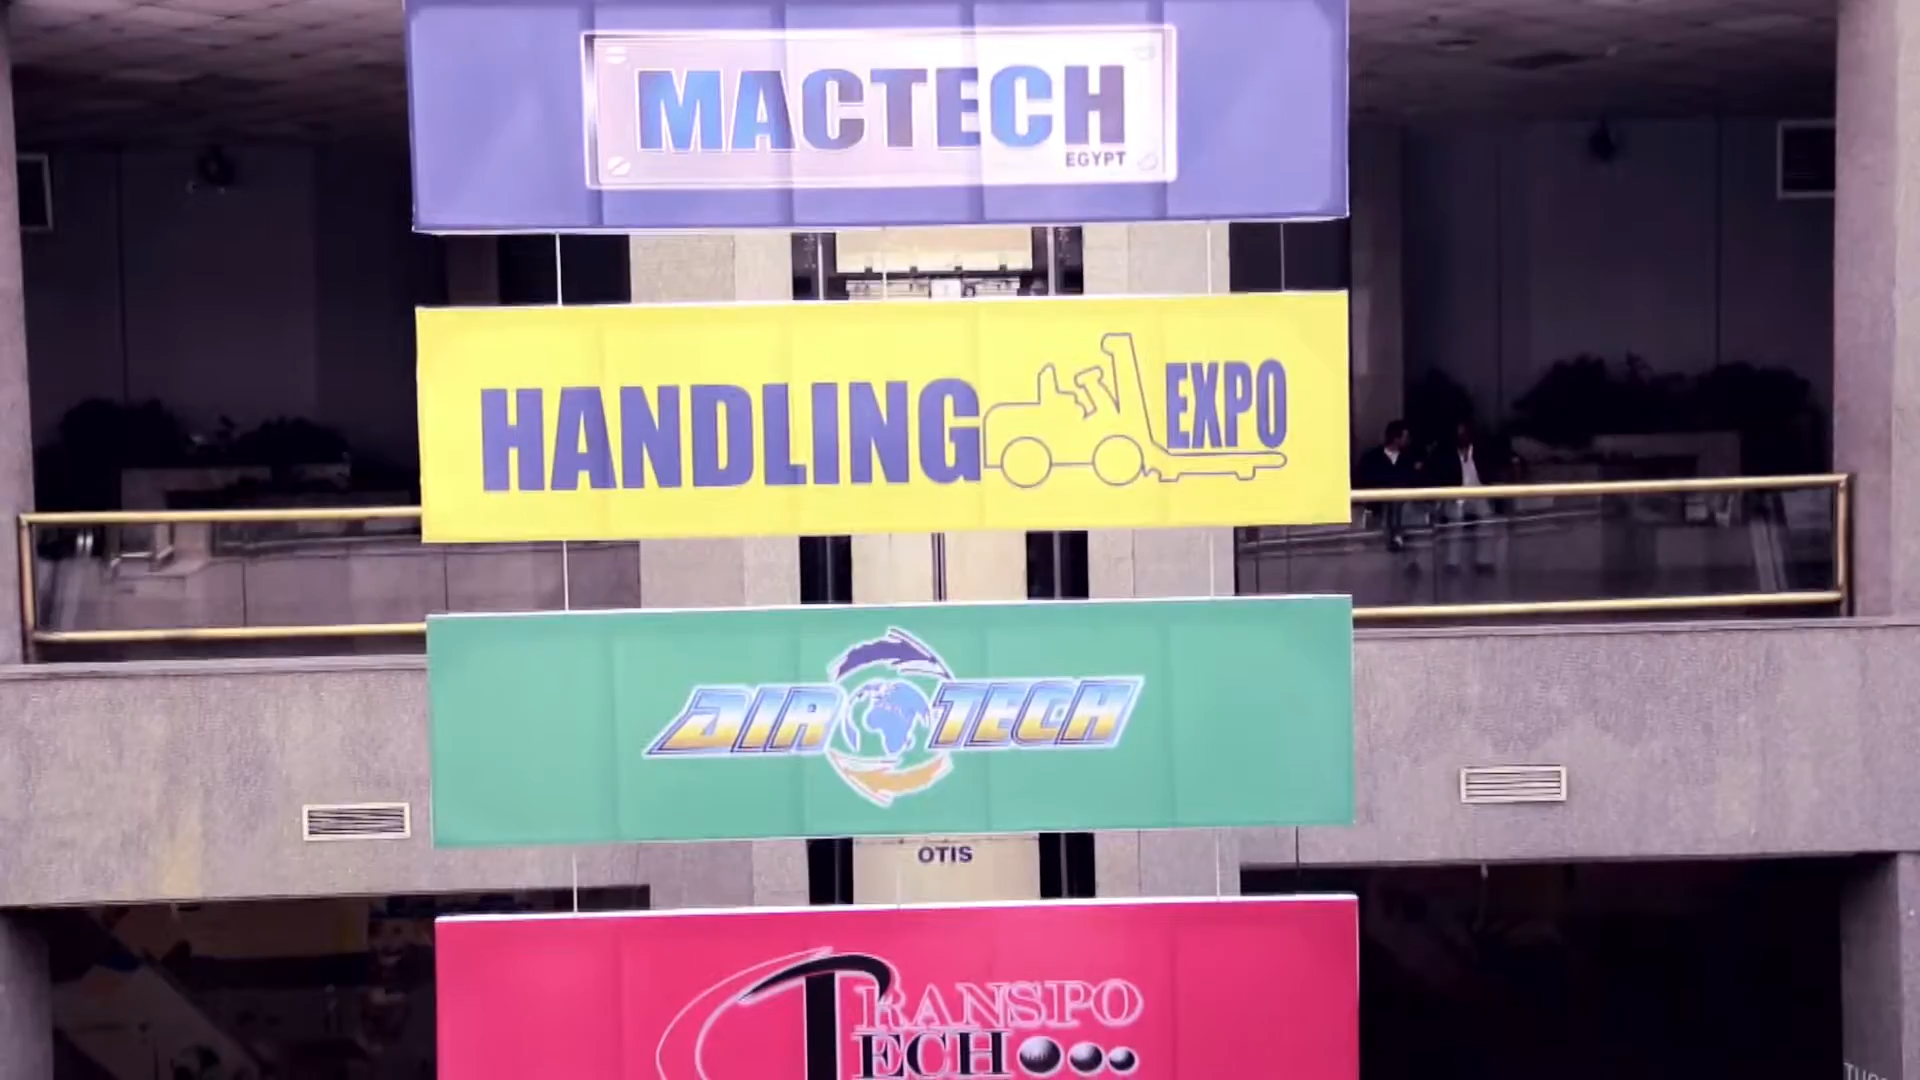 MACTECH
EGYPT
HANDLING EXPO
AIR TECH
OTIS
TRANSPO
TECH